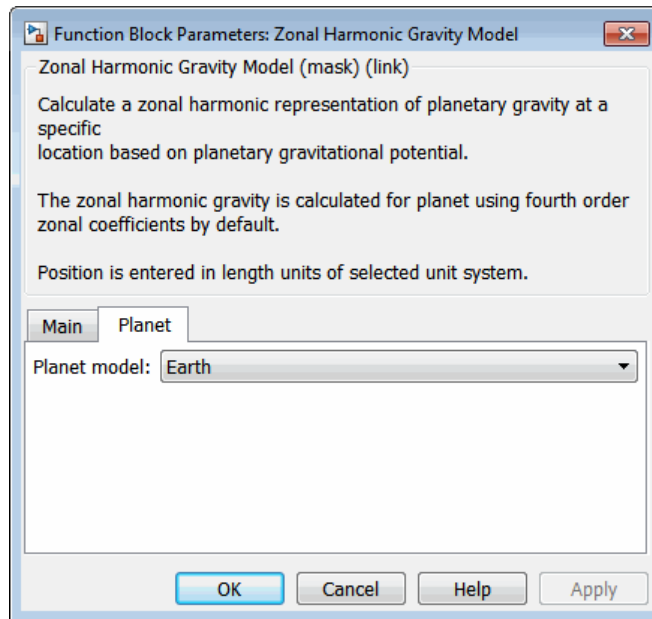 Function Block Parameters: Zonal Harmonic Gravity Model
Zonal Harmonic Gravity Model (mask) (link)
Calculate a zonal harmonic representation of planetary gravity at a
specific
location based on planetary gravitational potential.
The zonal harmonic gravity is calculated for planet using fourth order
zonal coefficients by default.
Position is entered in length units of selected unit system.
Main Planet
Planet model: Earth
OK Cancel Help Apply